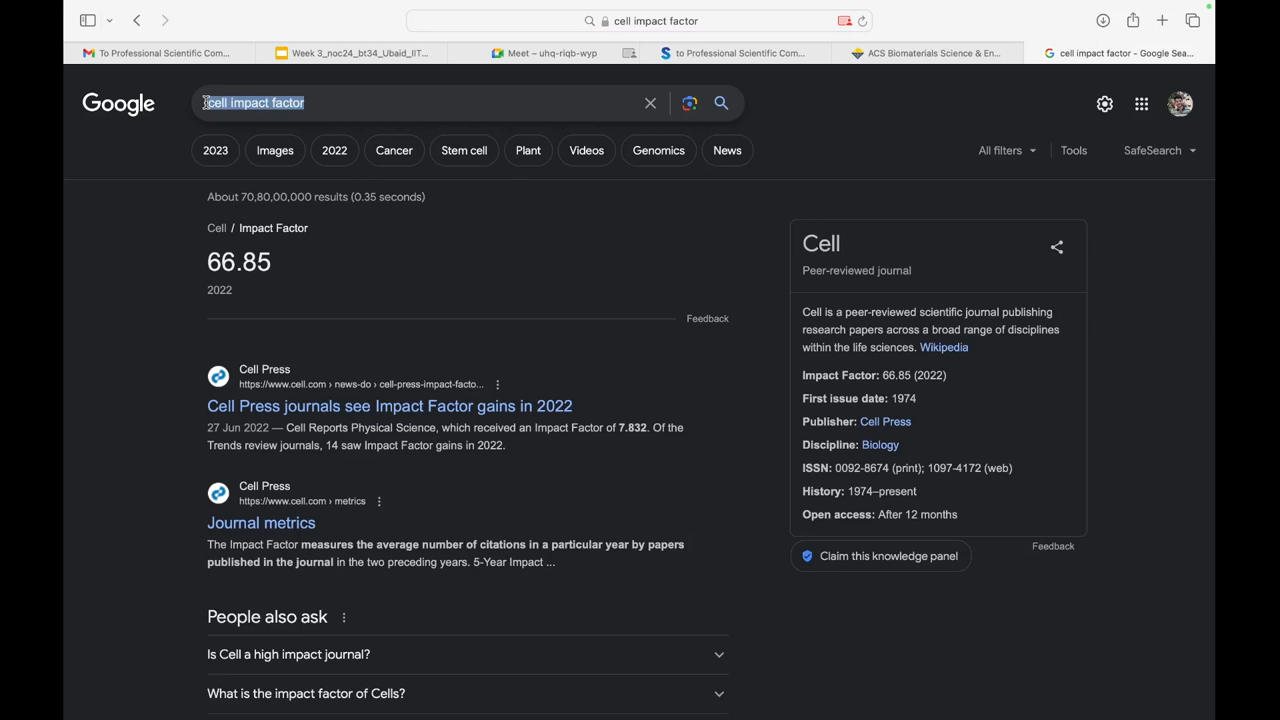 cell impact factor
To Professional Scientific Com...
Week 3_noc24_bt34_Ubaid_IIT...
Meet – uhq-riqb-wyp
to Professional Scientific Com...
ACS Biomaterials Science & En...
cell impact factor - Google Sea...
Google
cell impact factor
2023
Images
2022
Cancer
Stem cell
Plant
Videos
Genomics
News
All filters
Tools
SafeSearch
About 70,80,00,000 results (0.35 seconds)
Cell / Impact Factor
66.85
2022
Feedback
Cell Press
https://www.cell.com › news-do › cell-press-impact-facto...
Cell Press journals see Impact Factor gains in 2022
27 Jun 2022 — Cell Reports Physical Science, which received an Impact Factor of 7.832. Of the
Trends review journals, 14 saw Impact Factor gains in 2022.
Cell Press
https://www.cell.com › metrics
Journal metrics
The Impact Factor measures the average number of citations in a particular year by papers
published in the journal in the two preceding years. 5-Year Impact ...
People also ask
Is Cell a high impact journal?
What is the impact factor of Cells?
Cell
Peer-reviewed journal
Cell is a peer-reviewed scientific journal publishing
research papers across a broad range of disciplines
within the life sciences. Wikipedia
Impact Factor: 66.85 (2022)
First issue date: 1974
Publisher: Cell Press
Discipline: Biology
ISSN: 0092-8674 (print); 1097-4172 (web)
History: 1974–present
Open access: After 12 months
Feedback
Claim this knowledge panel